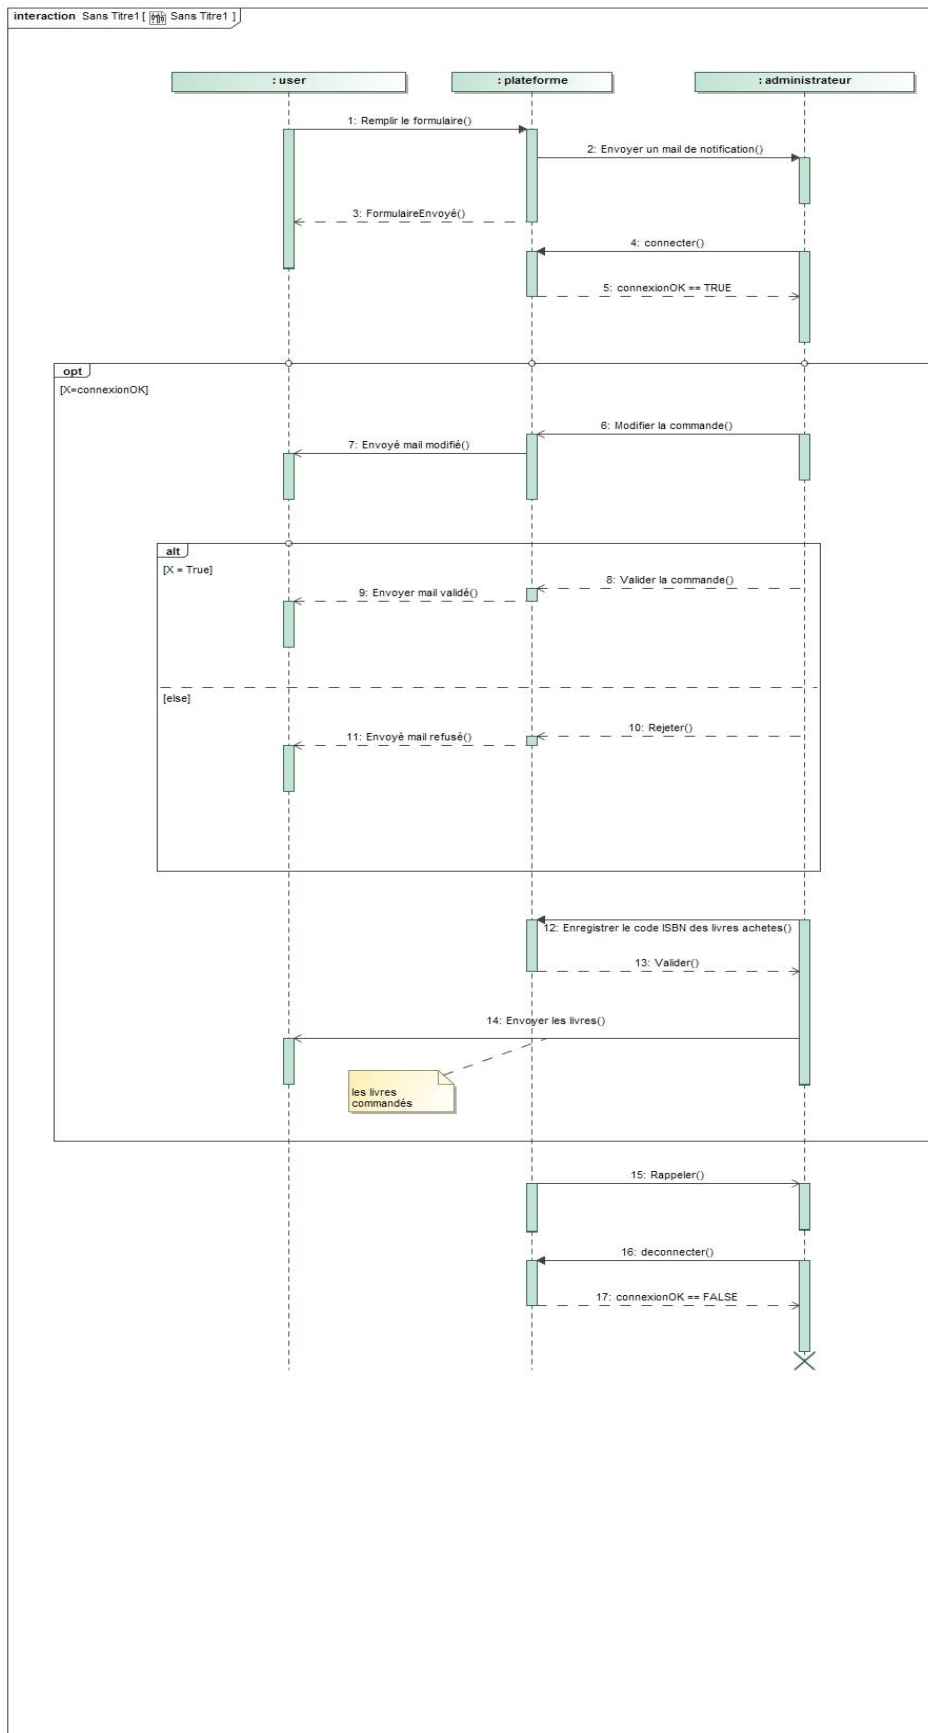 interaction Sans Titre1 [ Sans Titre1 ]
: user
: plateforme
: administrateur
1: Remplir le formulaire()
2: Envoyer un mail de notification()
3: FormulaireEnvoyé()
4: connecter()
5: connexionOK == TRUE
opt
[X=connexionOK]
6: Modifier la commande()
7: Envoyé mail modifié()
alt
[X = True]
8: Valider la commande()
9: Envoyer mail validé()
[else]
10: Rejeter()
11: Envoyé mail refusé()
12: Enregistrer le code ISBN des livres achetes()
13: Valider()
14: Envoyer les livres()
les livres
commandés
15: Rappeler()
16: deconnecter()
17: connexionOK == FALSE